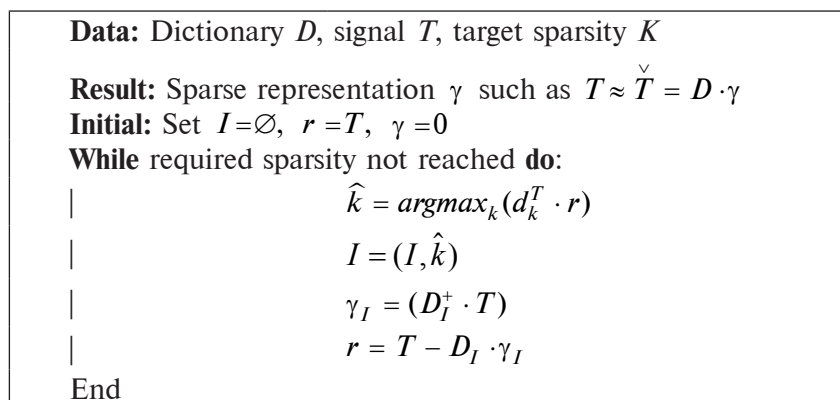 Data: Dictionary D, signal T, target sparsity K
Result: Sparse representation γ such as T ≈ Ť = D · γ
Initial: Set I = ∅, r = T, γ = 0
While required sparsity not reached do:
| k̂ = argmax_k (d_k^T · r)
| I = (I, k̂)
| γ_I = (D_I^+ · T)
| r = T − D_I · γ_I
End